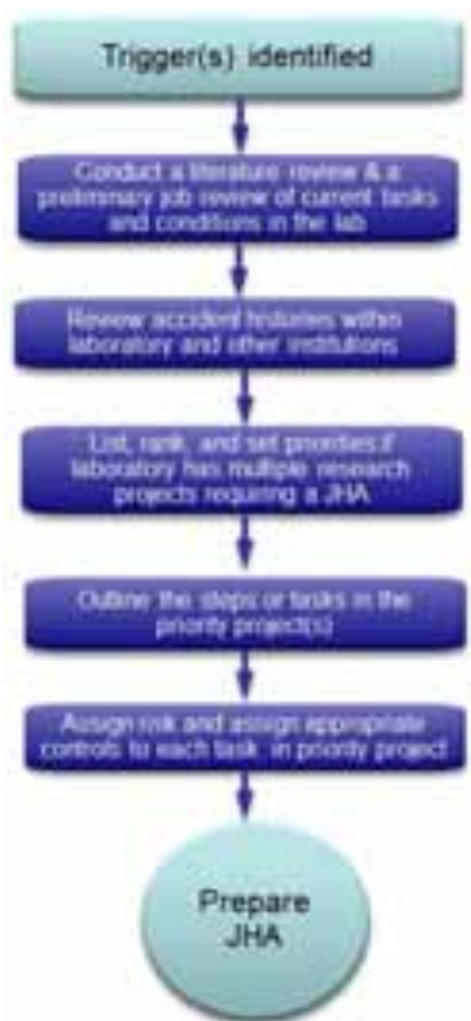 Trigger(s) identified
Conduct a literature review & a
preliminary job review of current tasks
and conditions in the lab
Review accident histories within
laboratory and other institutions
List, rank, and set priorities if
laboratory has multiple research
projects requiring a JHA
Outline the steps or tasks in the
priority project(s)
Assign risk and assign appropriate
controls to each task in priority project
Prepare
JHA